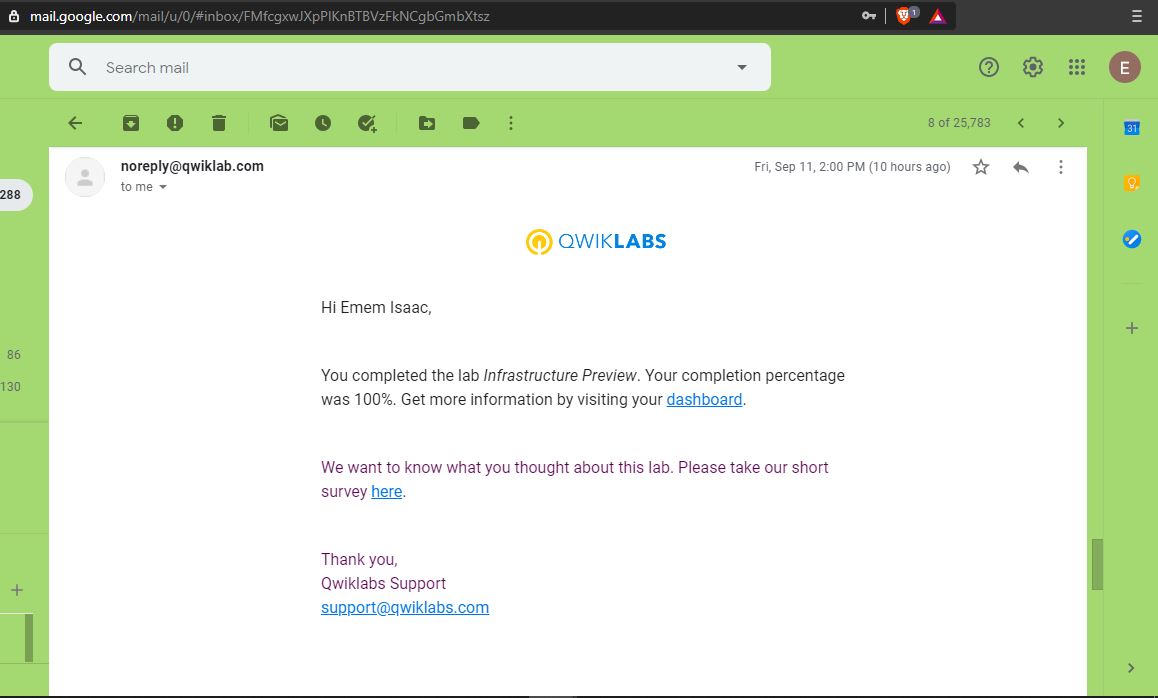 mail.google.com/mail/u/0/#inbox/FMfcgxwJXpPlKnBTBVzFkNCgbGmbXtsz
1
Search mail
E
8 of 25,783
31
noreply@qwiklab.com
Fri, Sep 11, 2:00 PM (10 hours ago)
to me
288
QWIKLABS
Hi Emem Isaac,
86
You completed the lab Infrastructure Preview. Your completion percentage
130
was 100%. Get more information by visiting your dashboard.
We want to know what you thought about this lab. Please take our short
survey here.
Thank you,
Qwiklabs Support
support@qwiklabs.com